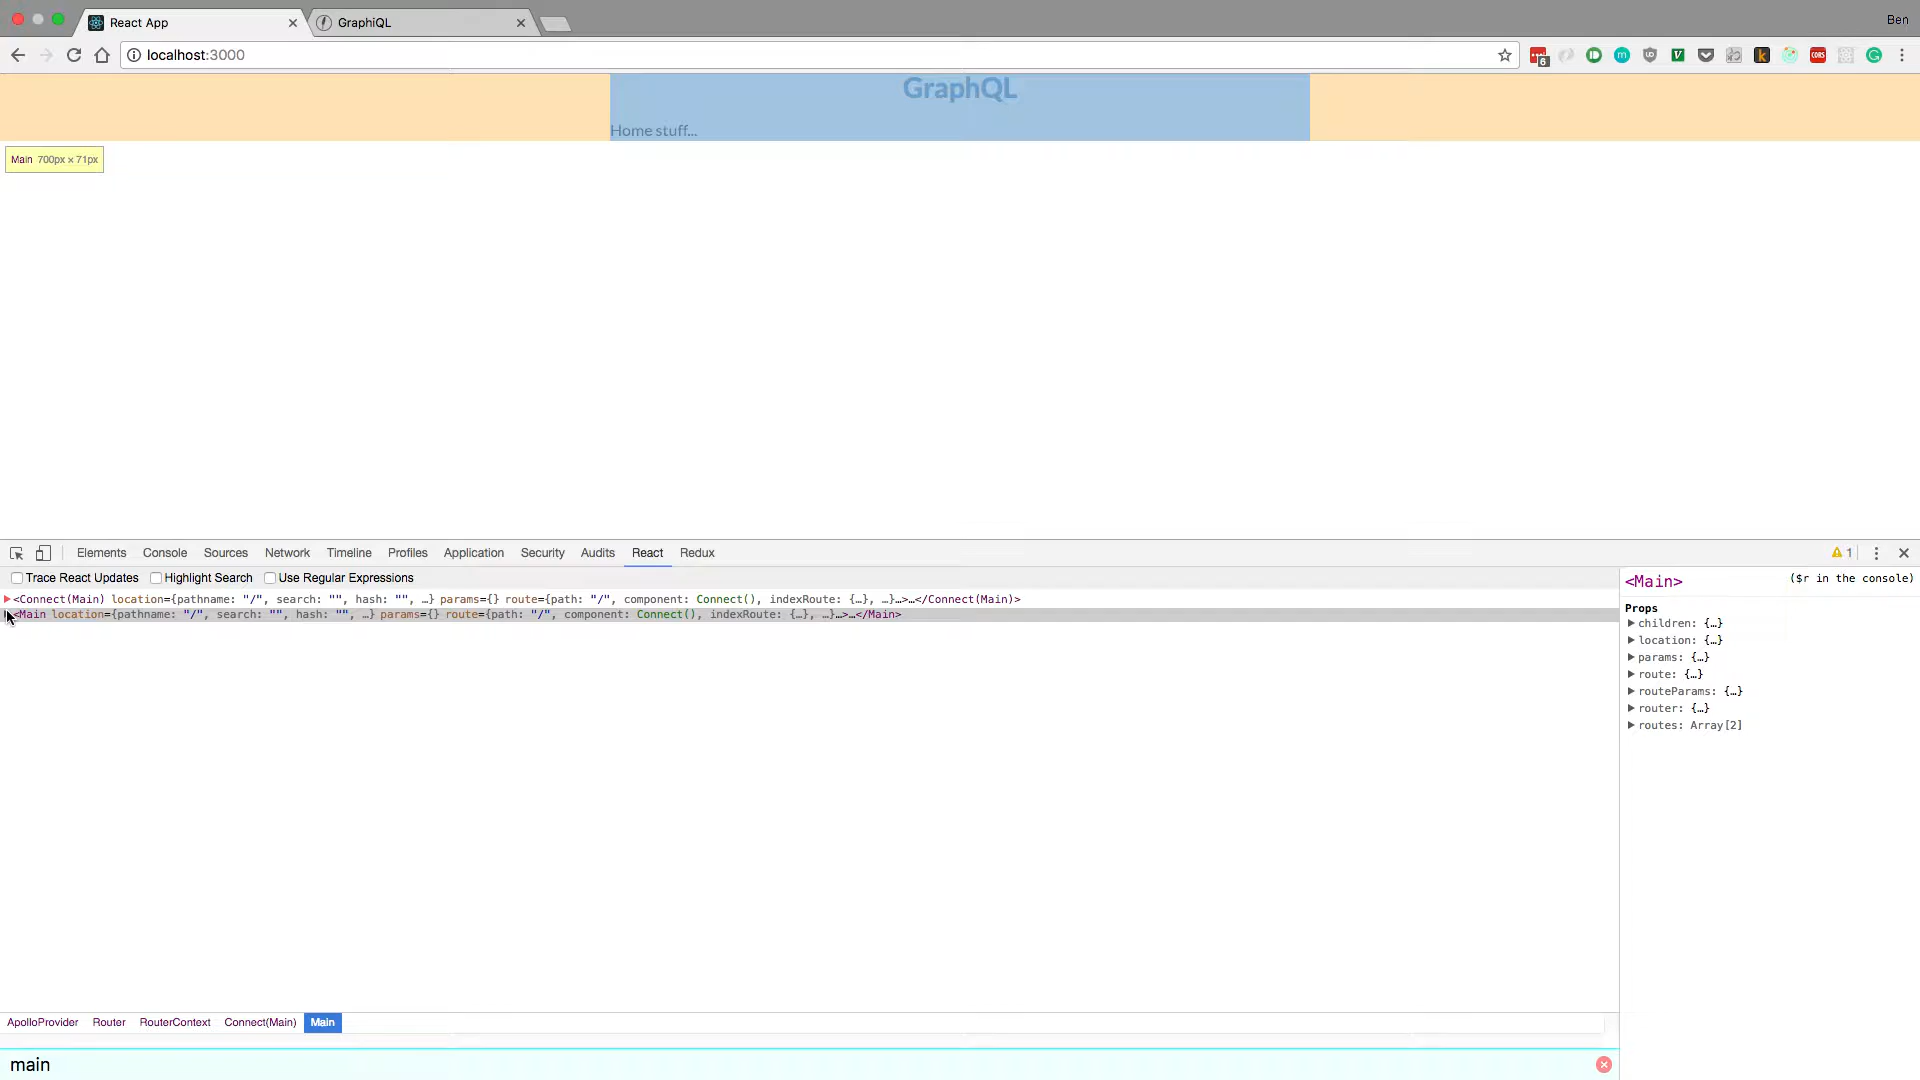 React App
GraphiQL
Ben
localhost:3000
6
CORS
GraphQL
Home stuff...
Main 700px × 71px
Elements Console Sources Network Timeline Profiles Application Security Audits React Redux
1
Trace React Updates Highlight Search Use Regular Expressions
<Connect(Main) location={pathname: "/", search: "", hash: "", …} params={} route={path: "/", component: Connect(), indexRoute: {…}, …}…>…</Connect(Main)>
<Main location={pathname: "/", search: "", hash: "", …} params={} route={path: "/", component: Connect(), indexRoute: {…}, …}…>…</Main>
<Main> ($r in the console)
Props
children: {…}
location: {…}
params: {…}
route: {…}
routeParams: {…}
router: {…}
routes: Array[2]
ApolloProvider Router RouterContext Connect(Main) Main
main